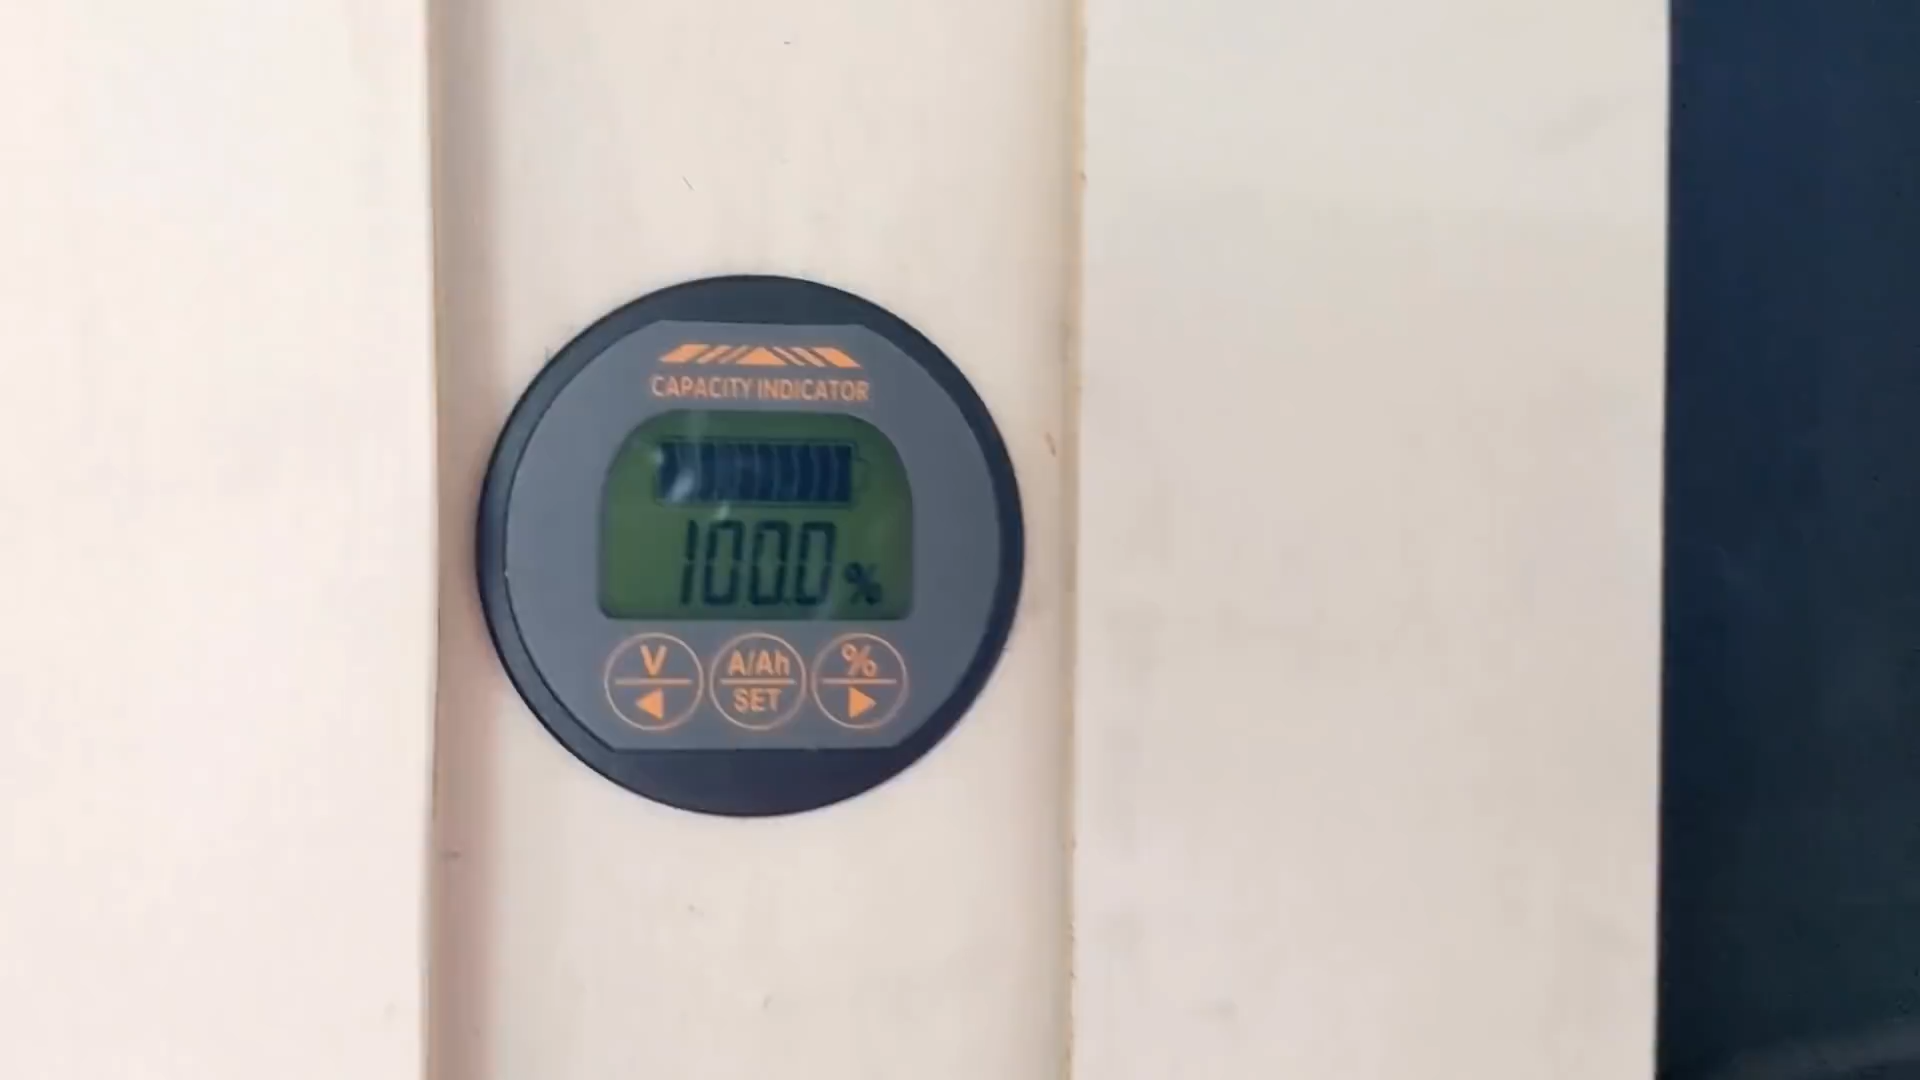 CAPACITY INDICATOR
100.0 %
V A/Ah %
SET